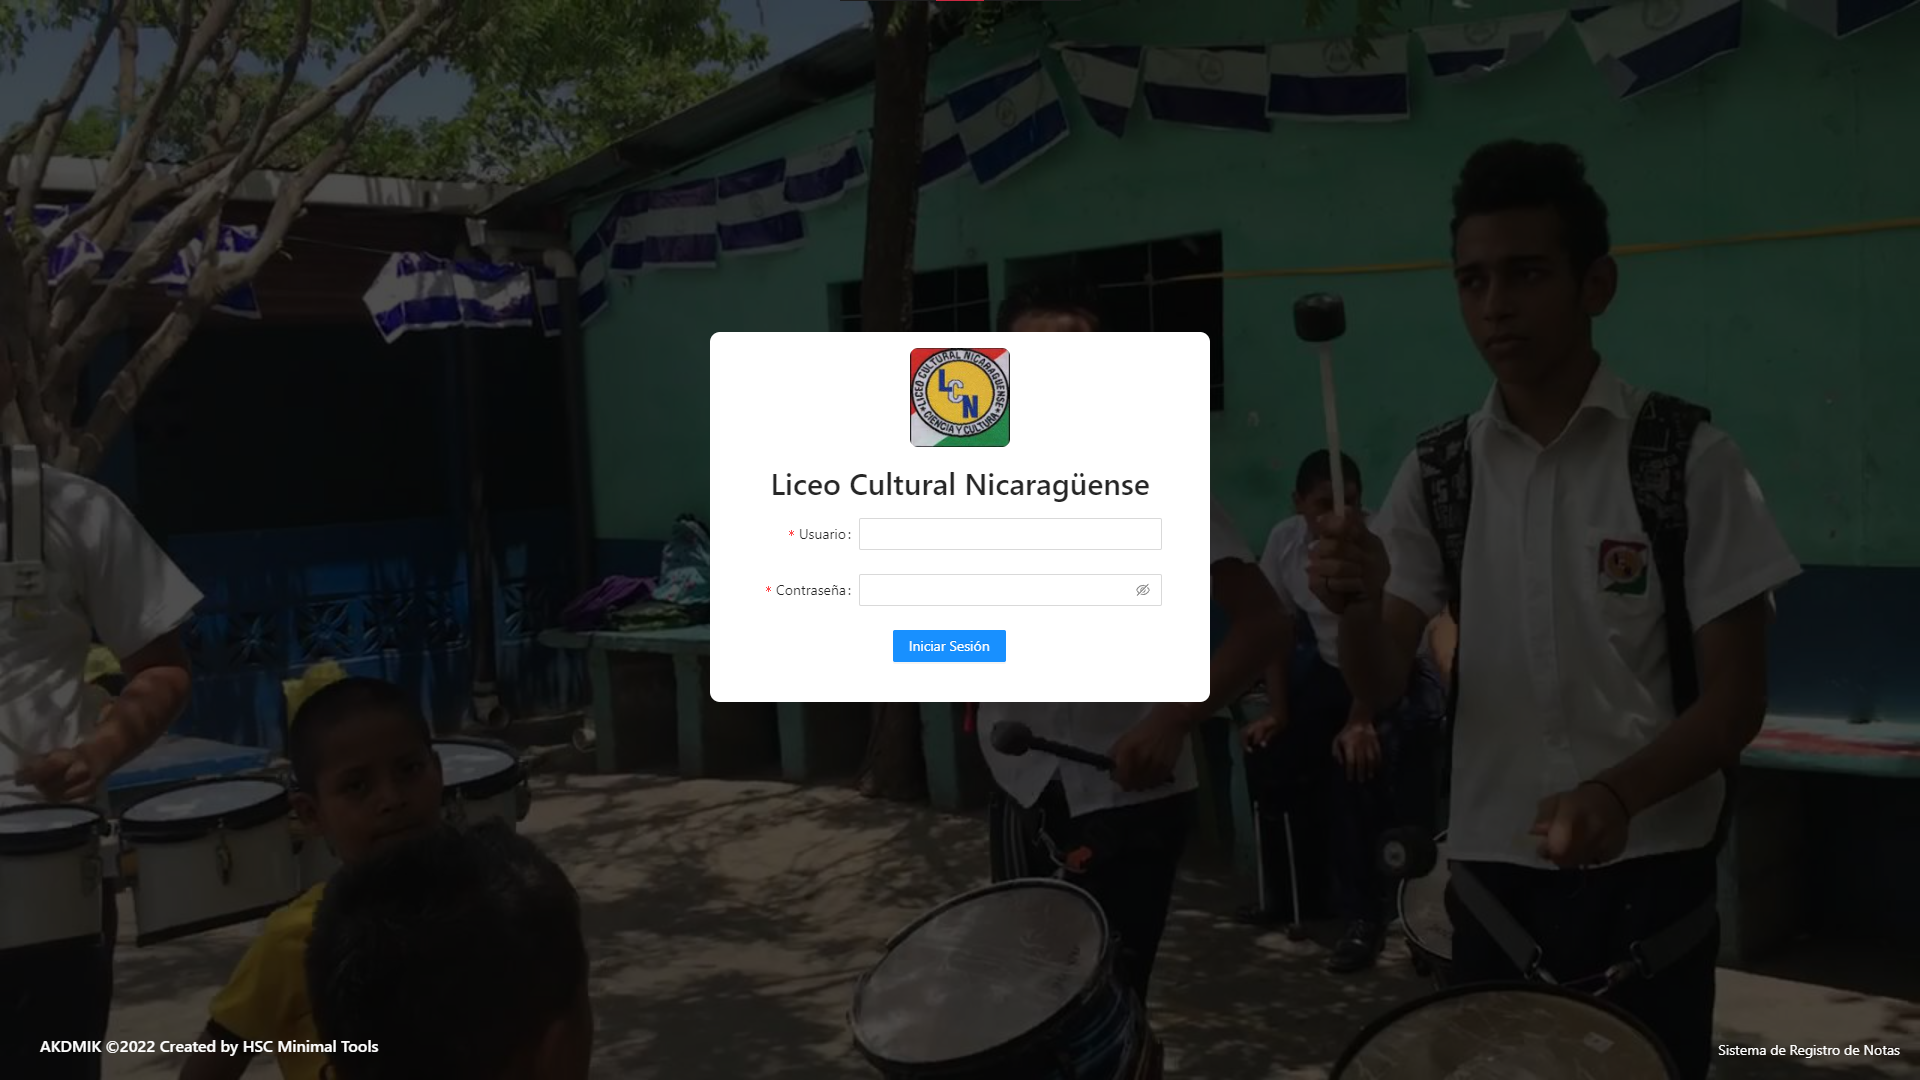 LICEO CULTURAL NICARAGUENSE
LCN
* CIENCIA Y CULTURA *
Liceo Cultural Nicaragüense
* Usuario:
* Contraseña:
Iniciar Sesión
AKDMIK ©2022 Created by HSC Minimal Tools
Sistema de Registro de Notas